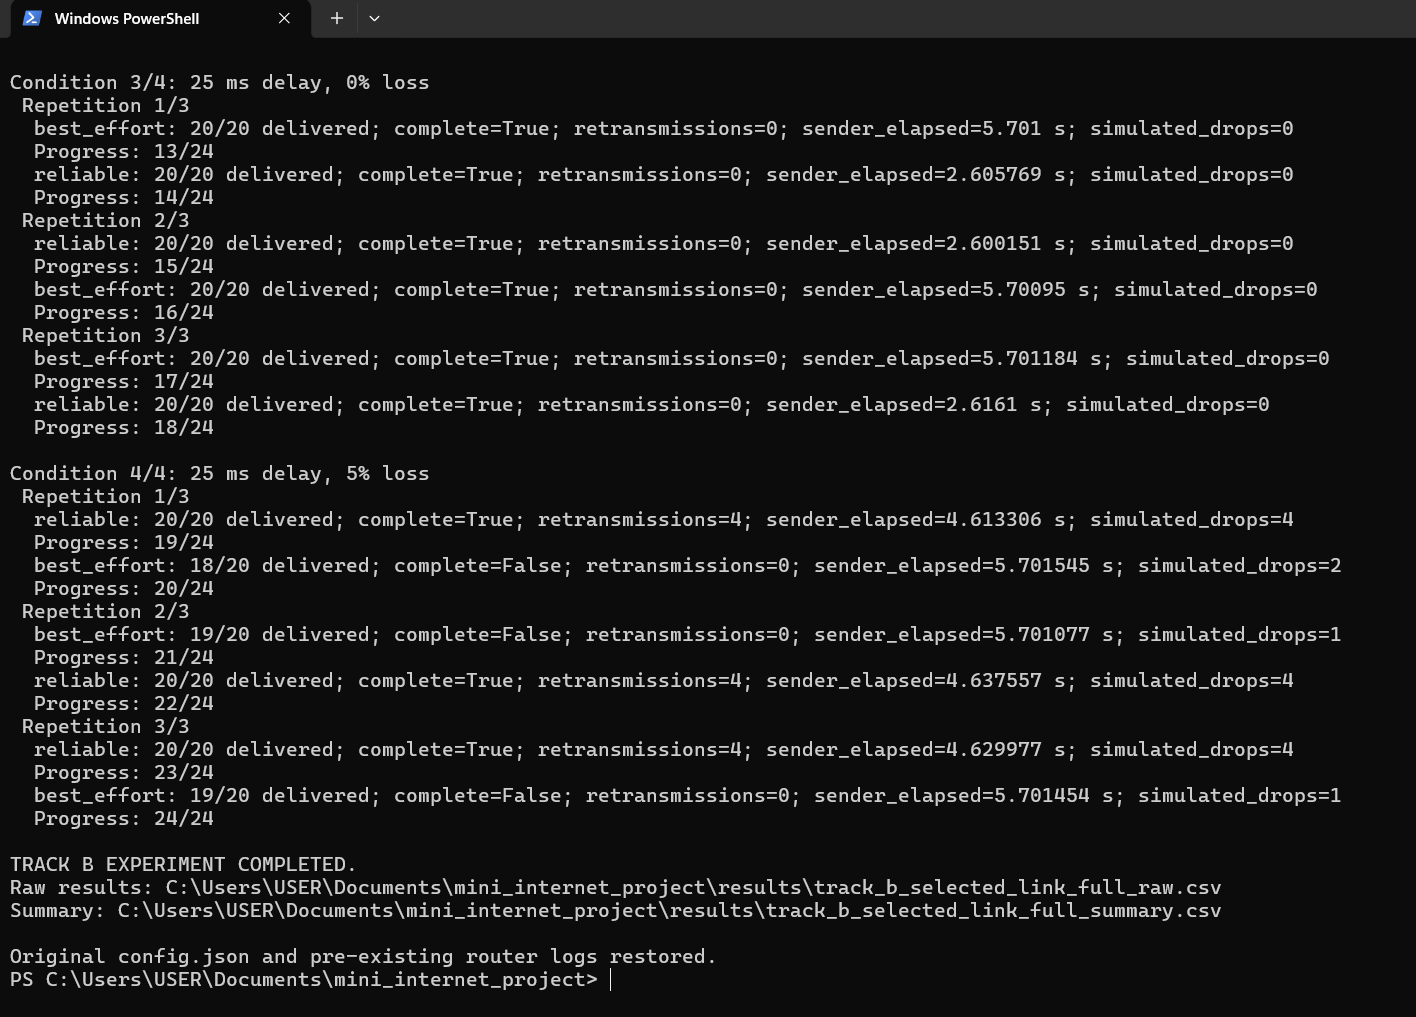 Windows PowerShell
Condition 3/4: 25 ms delay, 0% loss
Repetition 1/3
best_effort: 20/20 delivered; complete=True; retransmissions=0; sender_elapsed=5.701 s; simulated_drops=0
Progress: 13/24
reliable: 20/20 delivered; complete=True; retransmissions=0; sender_elapsed=2.605769 s; simulated_drops=0
Progress: 14/24
Repetition 2/3
reliable: 20/20 delivered; complete=True; retransmissions=0; sender_elapsed=2.600151 s; simulated_drops=0
Progress: 15/24
best_effort: 20/20 delivered; complete=True; retransmissions=0; sender_elapsed=5.70095 s; simulated_drops=0
Progress: 16/24
Repetition 3/3
best_effort: 20/20 delivered; complete=True; retransmissions=0; sender_elapsed=5.701184 s; simulated_drops=0
Progress: 17/24
reliable: 20/20 delivered; complete=True; retransmissions=0; sender_elapsed=2.6161 s; simulated_drops=0
Progress: 18/24
Condition 4/4: 25 ms delay, 5% loss
Repetition 1/3
reliable: 20/20 delivered; complete=True; retransmissions=4; sender_elapsed=4.613306 s; simulated_drops=4
Progress: 19/24
best_effort: 18/20 delivered; complete=False; retransmissions=0; sender_elapsed=5.701545 s; simulated_drops=2
Progress: 20/24
Repetition 2/3
best_effort: 19/20 delivered; complete=False; retransmissions=0; sender_elapsed=5.701077 s; simulated_drops=1
Progress: 21/24
reliable: 20/20 delivered; complete=True; retransmissions=4; sender_elapsed=4.637557 s; simulated_drops=4
Progress: 22/24
Repetition 3/3
reliable: 20/20 delivered; complete=True; retransmissions=4; sender_elapsed=4.629977 s; simulated_drops=4
Progress: 23/24
best_effort: 19/20 delivered; complete=False; retransmissions=0; sender_elapsed=5.701454 s; simulated_drops=1
Progress: 24/24
TRACK B EXPERIMENT COMPLETED.
Raw results: C:\Users\USER\Documents\mini_internet_project\results\track_b_selected_link_full_raw.csv
Summary: C:\Users\USER\Documents\mini_internet_project\results\track_b_selected_link_full_summary.csv
Original config.json and pre-existing router logs restored.
PS C:\Users\USER\Documents\mini_internet_project>